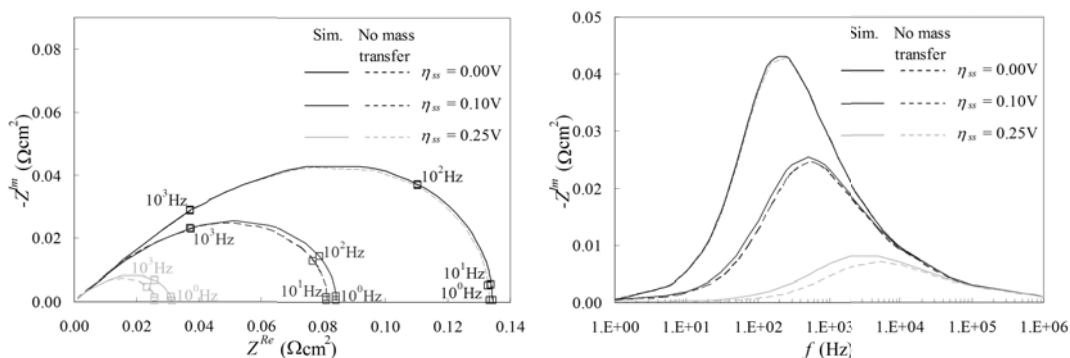 0.08
0.06
0.04
0.02
0.00
-Z^Im (Ωcm²)
Sim. No mass transfer
η_ss = 0.00V
η_ss = 0.10V
η_ss = 0.25V
10²Hz
10³Hz
10³Hz
10²Hz
10³Hz
10¹Hz
10⁰Hz
10¹Hz
10⁰Hz
10⁰Hz
0.00 0.02 0.04 0.06 0.08 0.10 0.12 0.14
Z^Re (Ωcm²)
0.05
0.04
0.03
0.02
0.01
0.00
-Z^Im (Ωcm²)
Sim. No mass transfer
η_ss = 0.00V
η_ss = 0.10V
η_ss = 0.25V
1.E+00 1.E+01 1.E+02 1.E+03 1.E+04 1.E+05 1.E+06
f (Hz)